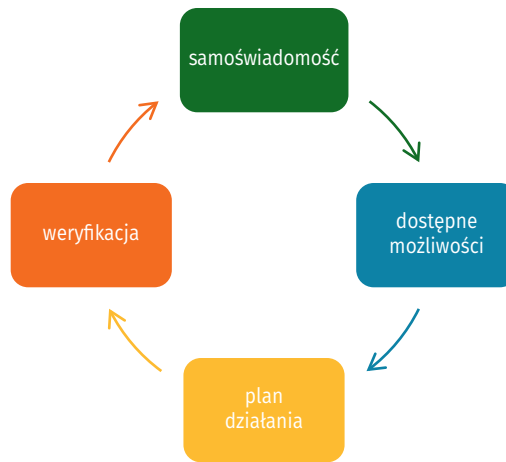 samoświadomość
dostępne
możliwości
weryfikacja
plan
działania